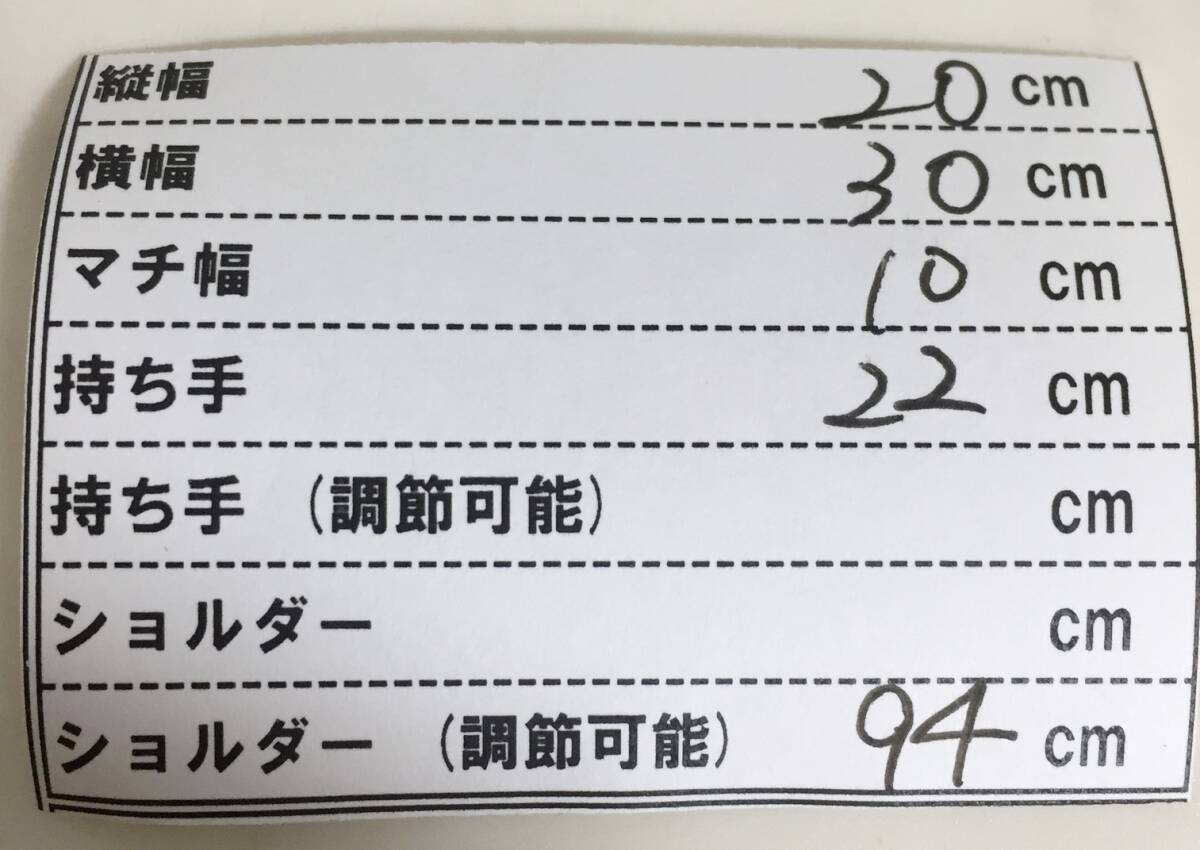 縦幅 20 cm
横幅 30 cm
マチ幅 10 cm
持ち手 22 cm
持ち手 (調節可能) cm
ショルダー cm
ショルダー (調節可能) 94 cm